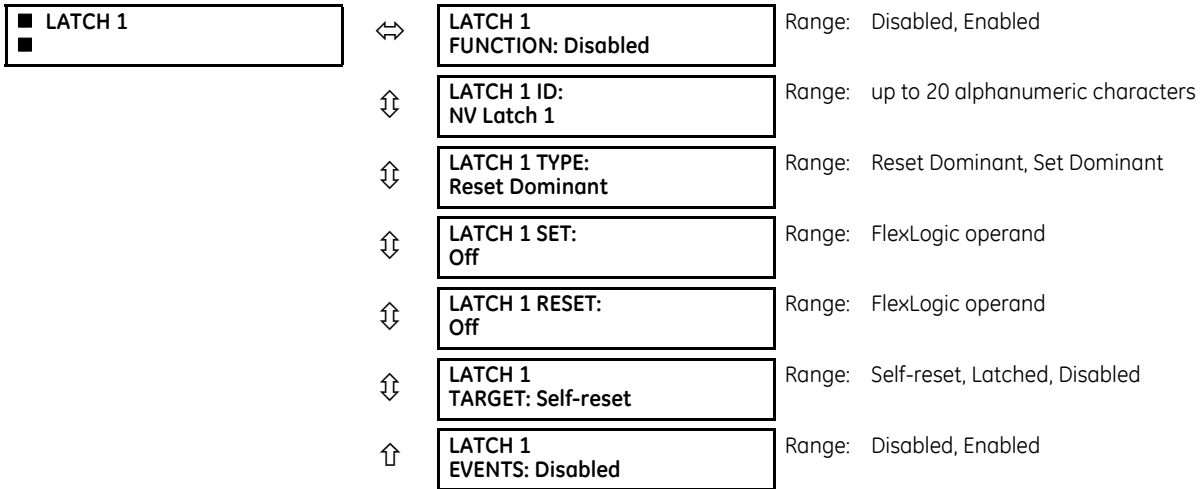 ■ LATCH 1
■
LATCH 1
FUNCTION: Disabled
Range: Disabled, Enabled
LATCH 1 ID:
NV Latch 1
Range: up to 20 alphanumeric characters
LATCH 1 TYPE:
Reset Dominant
Range: Reset Dominant, Set Dominant
LATCH 1 SET:
Off
Range: FlexLogic operand
LATCH 1 RESET:
Off
Range: FlexLogic operand
LATCH 1
TARGET: Self-reset
Range: Self-reset, Latched, Disabled
LATCH 1
EVENTS: Disabled
Range: Disabled, Enabled